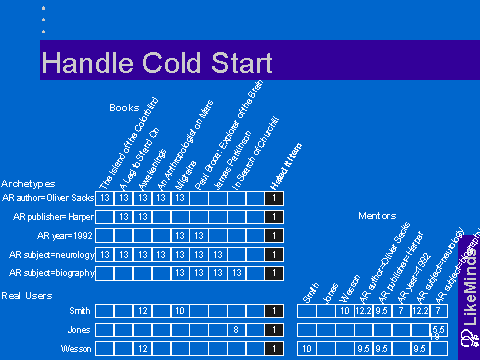 Handle Cold Start
Books
The Island of the Colorblind
A Leg to Stand On
Awakenings
An Anthropologist on Mars
Migraine
Paul Broca: Explorer of the Brain
James Parkinson
In Search of Churchill
Hated It Item
Archetypes
AR author=Oliver Sacks 13 13 13 13 13 1
AR publisher= Harper 13 13 1
AR year=1992 13 13 1
AR subject=neurology 13 13 13 13 13 13 13 1
AR subject=biography 13 13 13 13 1
Mentors
Smith
Jones
Wesson
AR author=Oliver Sacks
AR publisher=Harper
AR year=1992
AR subject=neurology
AR subject=biography
Real Users
Smith 12 10 1 10 12.2 9.5 7 12.2 7
Jones 8 1 5.5
Wesson 12 1 10 9.5 9.5 9.5
LikeMinds